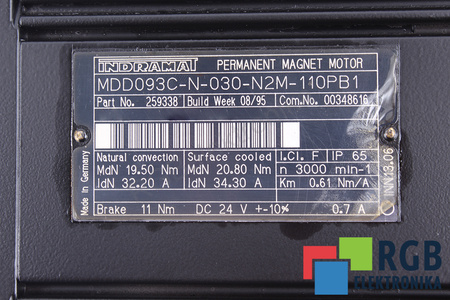 INDRAMAT PERMANENT MAGNET MOTOR
MDD093C-N-030-N2M-110PB1
Part No. 259338 Build Week 08/95 Com.No. 00348616
Made in Germany
Natural convection Surface cooled I.Cl. F IP 65
MdN 19.50 Nm MdN 20.80 Nm n 3000 min-1
IdN 32.20 A IdN 34.30 A Km 0.61 Nm/A
Brake 11 Nm DC 24 V +-10% 0.7 A
INN13.06
RGB
ELEKTRONIKA